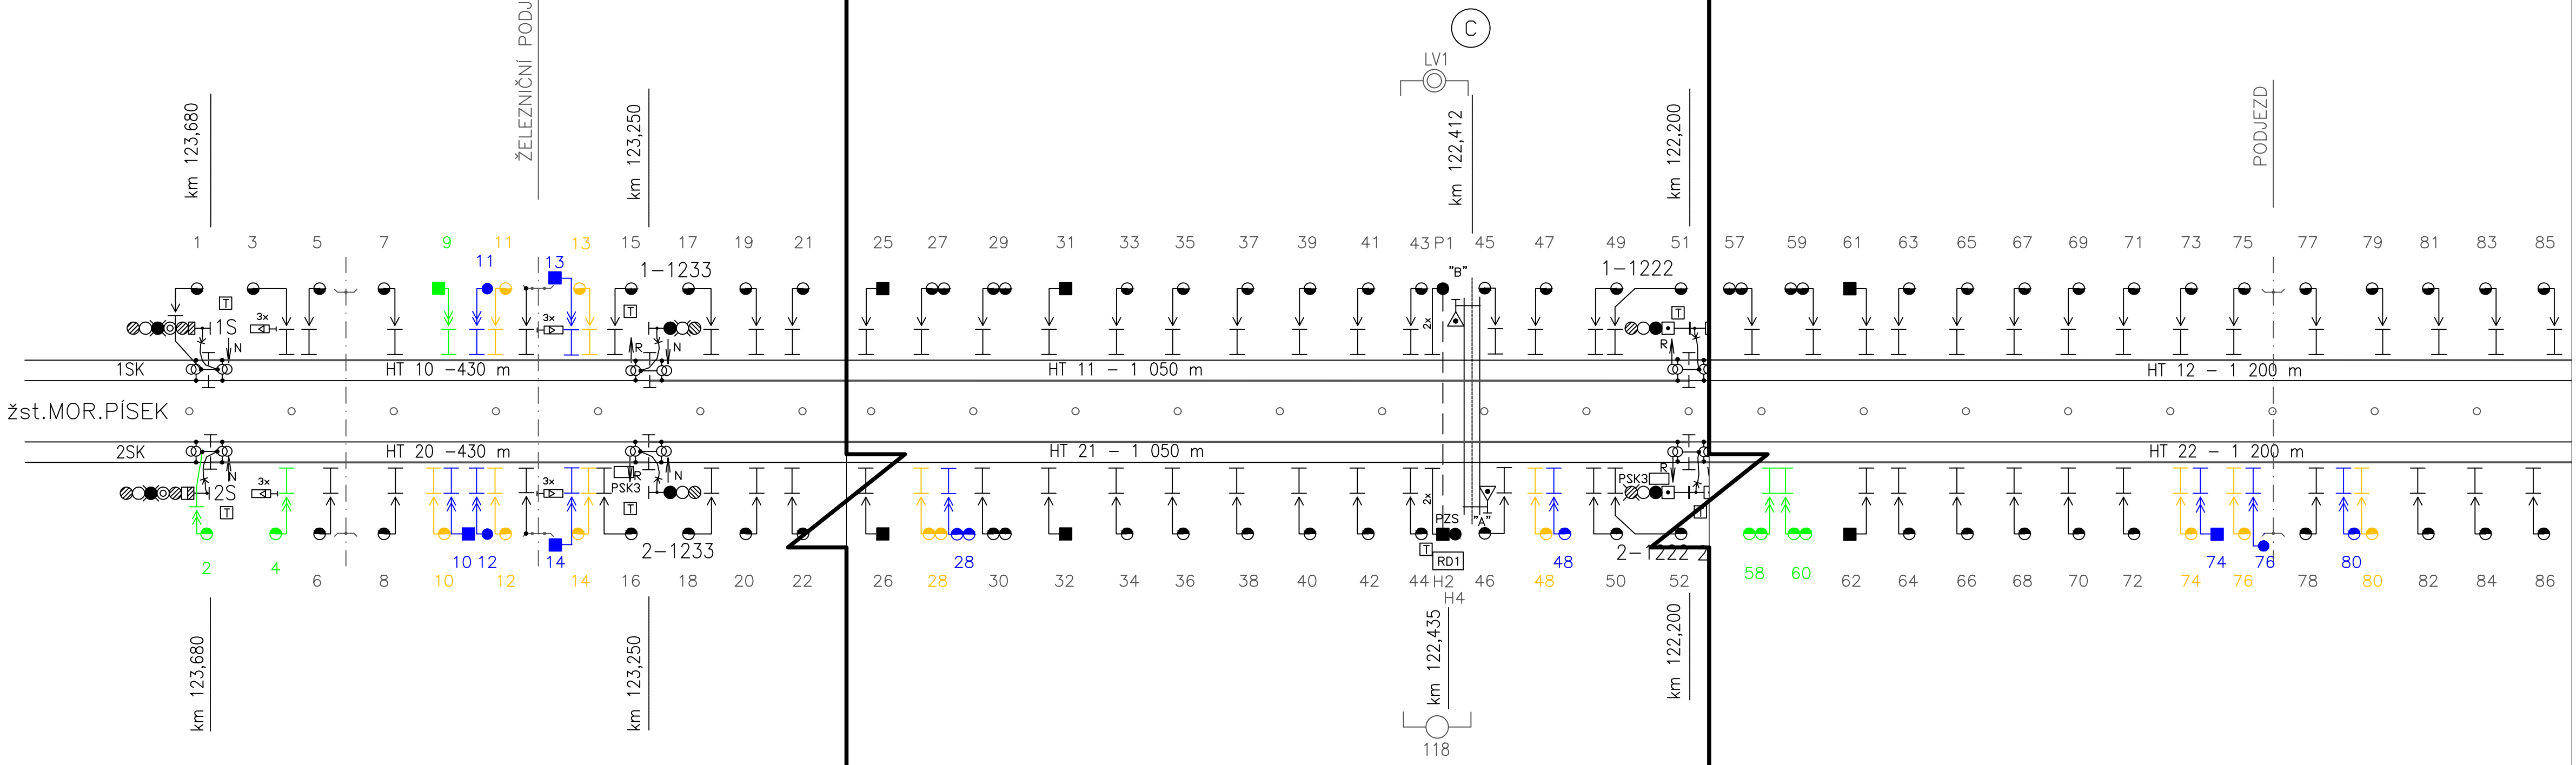 ŽELEZNIČNÍ PODJ
C
LV1
km 123,680
km 123,250
km 122,412
km 122,200
PODJEZD
1 3 5 7 9 11 13 15 17 19 21 25 27 29 31 33 35 37 39 41 43 P1 45 47 49 51 57 59 61 63 65 67 69 71 73 75 77 79 81 83 85
11 13
1-1233 "B" 1-1222
T T T
3x 3x 2x
1S
N R N R
1SK HT 10 -430 m HT 11 - 1 050 m HT 12 - 1 200 m
žst.MOR.PÍSEK
2SK HT 20 -430 m HT 21 - 1 050 m HT 22 - 1 200 m
N R N R
3x 3x PSK3 2x PSK3
2S
T T "A" T
PZS
2-1233 T 2-1222 2
RD1
10 12 14 28 48 74 76 80
2 4 58 60
6 8 10 12 14 16 18 20 22 26 28 30 32 34 36 38 40 42 44 H2 46 48 50 52 62 64 66 68 70 72 74 76 78 80 82 84 86
H4
km 123,680
km 123,250
km 122,435
km 122,200
118